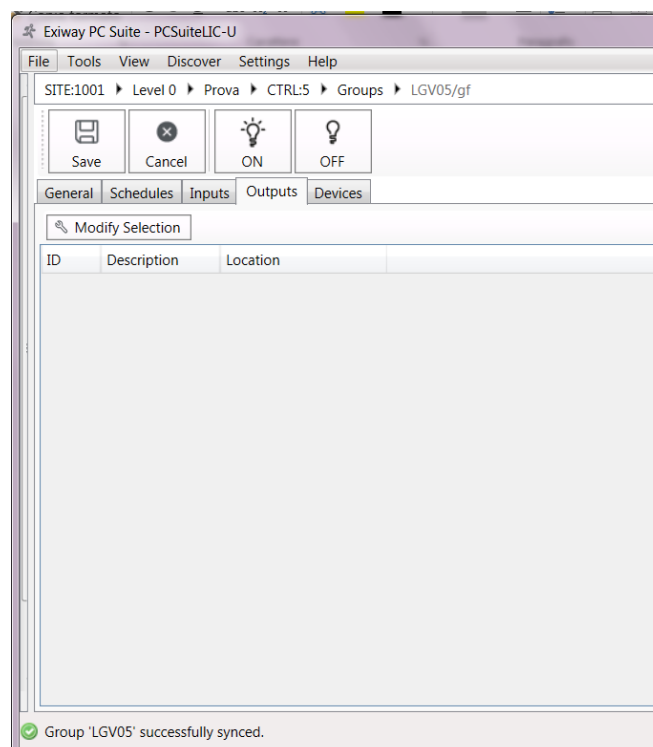 Exiway PC Suite - PCSuiteLIC-U
File Tools View Discover Settings Help
SITE:1001 Level 0 Prova CTRL:5 Groups LGV05/gf
Save Cancel ON OFF
General Schedules Inputs Outputs Devices
Modify Selection
ID Description Location
Group 'LGV05' successfully synced.